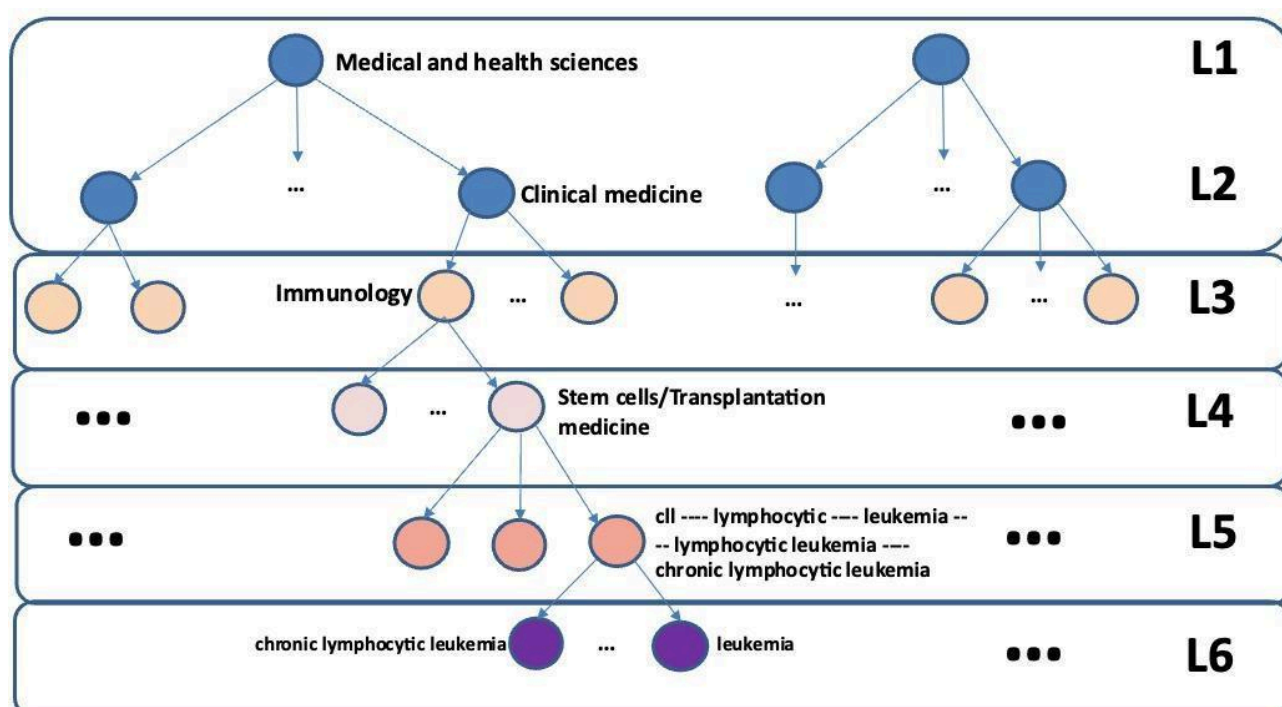 Medical and health sciences
L1
...
Clinical medicine
...
L2
Immunology
...
...
...
L3
...
...
Stem cells/Transplantation
medicine
...
L4
...
cll ---- lymphocytic ---- leukemia --
-- lymphocytic leukemia ----
chronic lymphocytic leukemia
...
L5
chronic lymphocytic leukemia
...
leukemia
...
L6